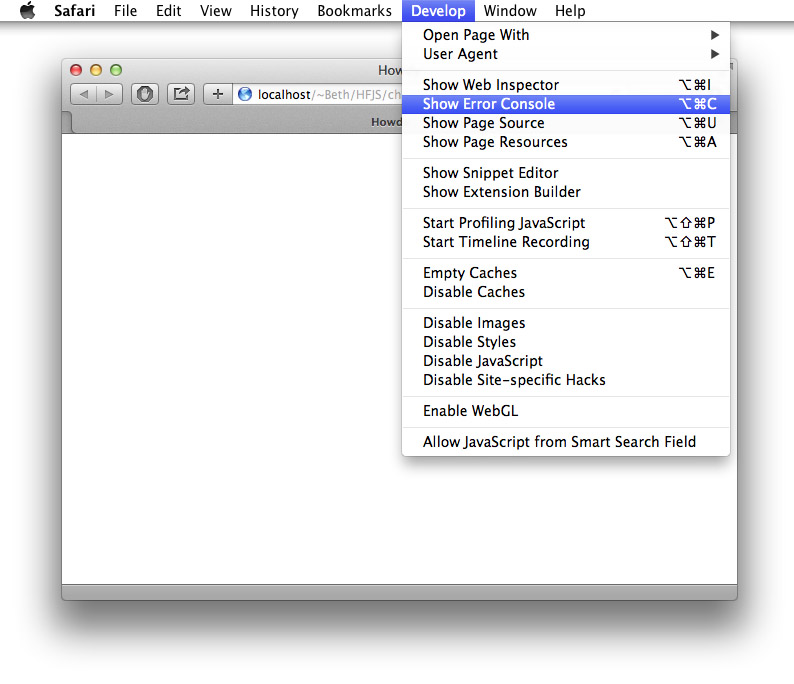 Safari File Edit View History Bookmarks Develop Window Help
Open Page With
User Agent
Show Web Inspector ⌥⌘I
Show Error Console ⌥⌘C
Show Page Source ⌥⌘U
Show Page Resources ⌥⌘A
Show Snippet Editor
Show Extension Builder
Start Profiling JavaScript ⌥⇧⌘P
Start Timeline Recording ⌥⇧⌘T
Empty Caches ⌥⌘E
Disable Caches
Disable Images
Disable Styles
Disable JavaScript
Disable Site-specific Hacks
Enable WebGL
Allow JavaScript from Smart Search Field
How
localhost/~Beth/HFJS/ch
Howd